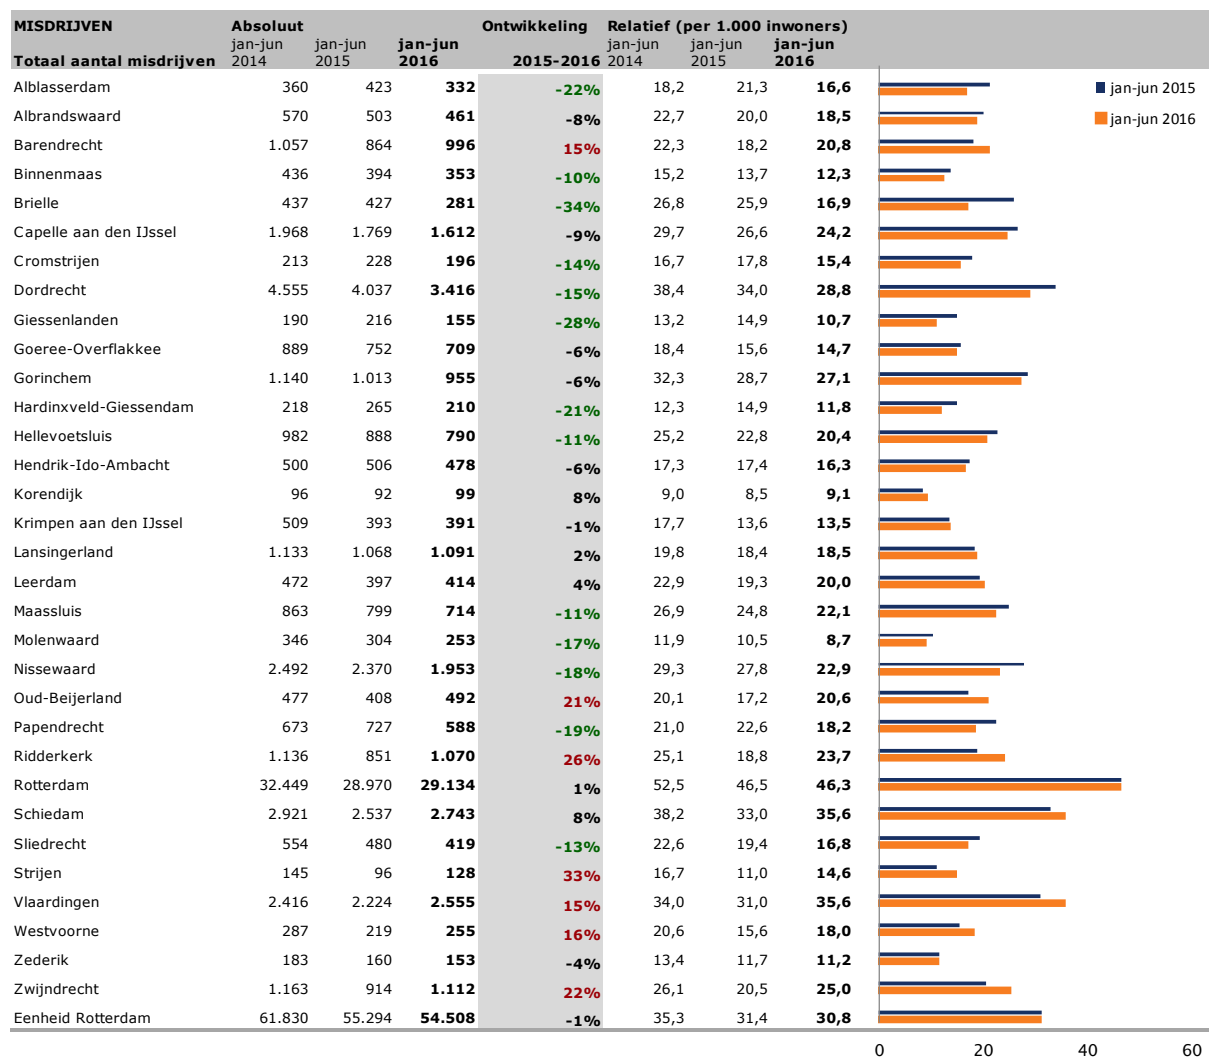 MISDRIJVEN Absoluut Ontwikkeling Relatief (per 1.000 inwoners)
jan-jun jan-jun jan-jun jan-jun jan-jun jan-jun
Totaal aantal misdrijven 2014 2015 2016 2015-2016 2014 2015 2016
Alblasserdam 360 423 332 -22% 18,2 21,3 16,6
jan-jun 2015
Albrandswaard 570 503 461 -8% 22,7 20,0 18,5
jan-jun 2016
Barendrecht 1.057 864 996 15% 22,3 18,2 20,8
Binnenmaas 436 394 353 -10% 15,2 13,7 12,3
Brielle 437 427 281 -34% 26,8 25,9 16,9
Capelle aan den IJssel 1.968 1.769 1.612 -9% 29,7 26,6 24,2
Cromstrijen 213 228 196 -14% 16,7 17,8 15,4
Dordrecht 4.555 4.037 3.416 -15% 38,4 34,0 28,8
Giessenlanden 190 216 155 -28% 13,2 14,9 10,7
Goeree-Overflakkee 889 752 709 -6% 18,4 15,6 14,7
Gorinchem 1.140 1.013 955 -6% 32,3 28,7 27,1
Hardinxveld-Giessendam 218 265 210 -21% 12,3 14,9 11,8
Hellevoetsluis 982 888 790 -11% 25,2 22,8 20,4
Hendrik-Ido-Ambacht 500 506 478 -6% 17,3 17,4 16,3
Korendijk 96 92 99 8% 9,0 8,5 9,1
Krimpen aan den IJssel 509 393 391 -1% 17,7 13,6 13,5
Lansingerland 1.133 1.068 1.091 2% 19,8 18,4 18,5
Leerdam 472 397 414 4% 22,9 19,3 20,0
Maassluis 863 799 714 -11% 26,9 24,8 22,1
Molenwaard 346 304 253 -17% 11,9 10,5 8,7
Nissewaard 2.492 2.370 1.953 -18% 29,3 27,8 22,9
Oud-Beijerland 477 408 492 21% 20,1 17,2 20,6
Papendrecht 673 727 588 -19% 21,0 22,6 18,2
Ridderkerk 1.136 851 1.070 26% 25,1 18,8 23,7
Rotterdam 32.449 28.970 29.134 1% 52,5 46,5 46,3
Schiedam 2.921 2.537 2.743 8% 38,2 33,0 35,6
Sliedrecht 554 480 419 -13% 22,6 19,4 16,8
Strijen 145 96 128 33% 16,7 11,0 14,6
Vlaardingen 2.416 2.224 2.555 15% 34,0 31,0 35,6
Westvoorne 287 219 255 16% 20,6 15,6 18,0
Zederik 183 160 153 -4% 13,4 11,7 11,2
Zwijndrecht 1.163 914 1.112 22% 26,1 20,5 25,0
Eenheid Rotterdam 61.830 55.294 54.508 -1% 35,3 31,4 30,8
0 20 40 60